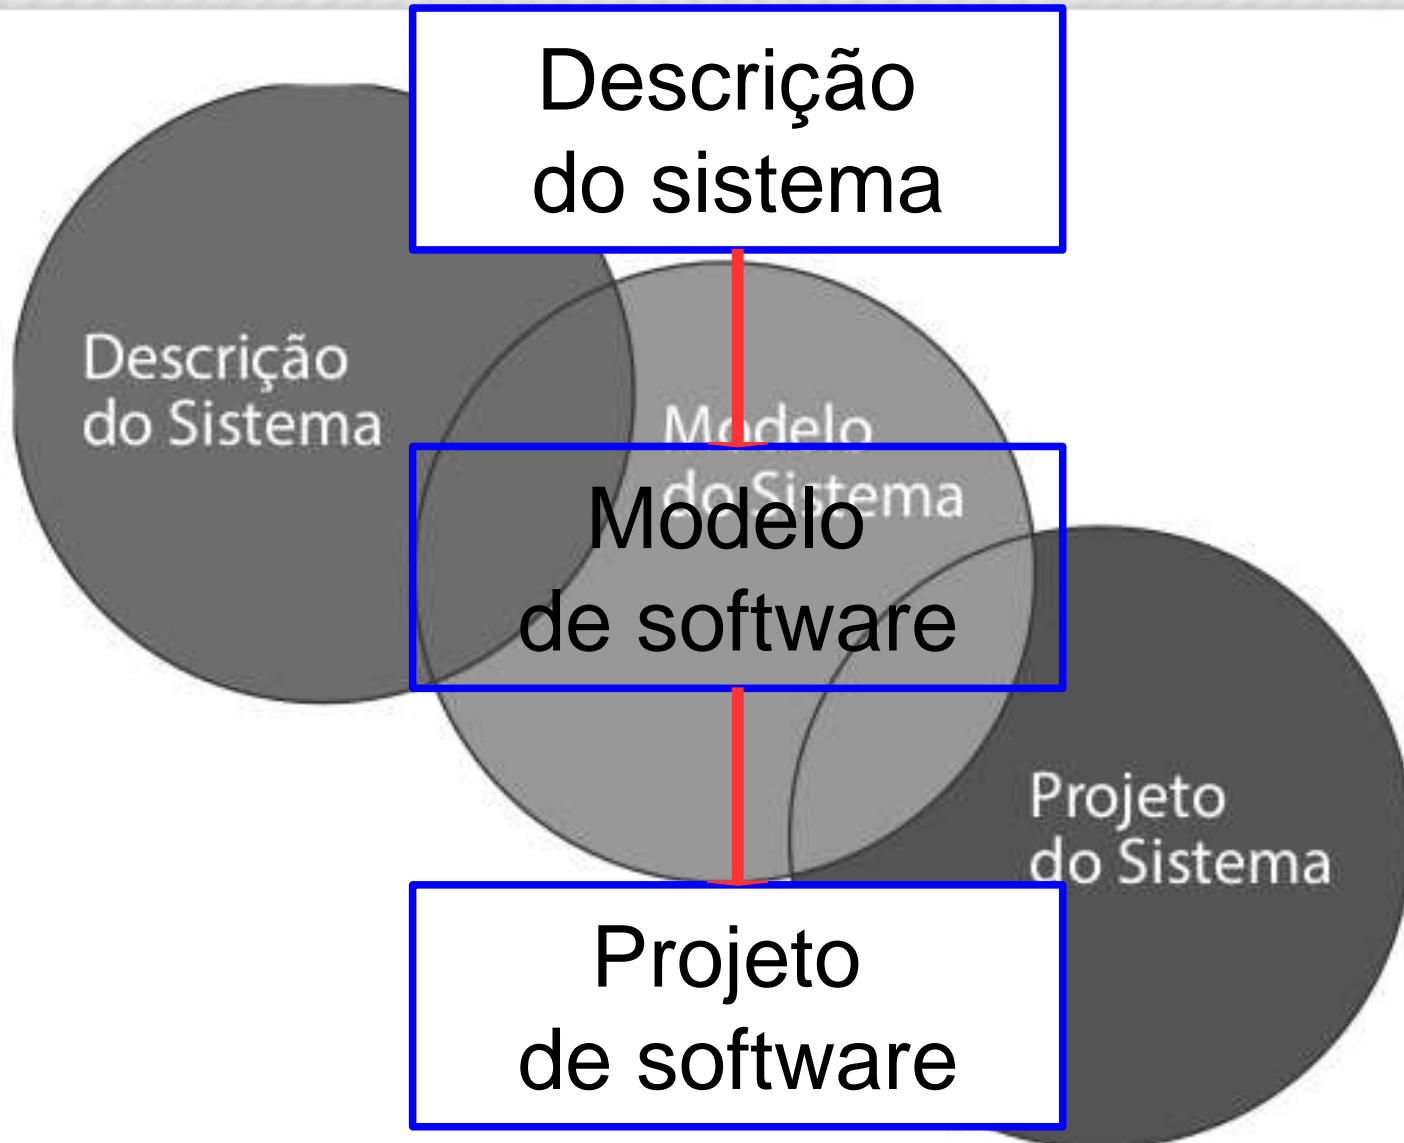 Descrição
do sistema
Descrição
do Sistema
Modelo
do Sistema
Modelo
de software
Projeto
do Sistema
Projeto
de software